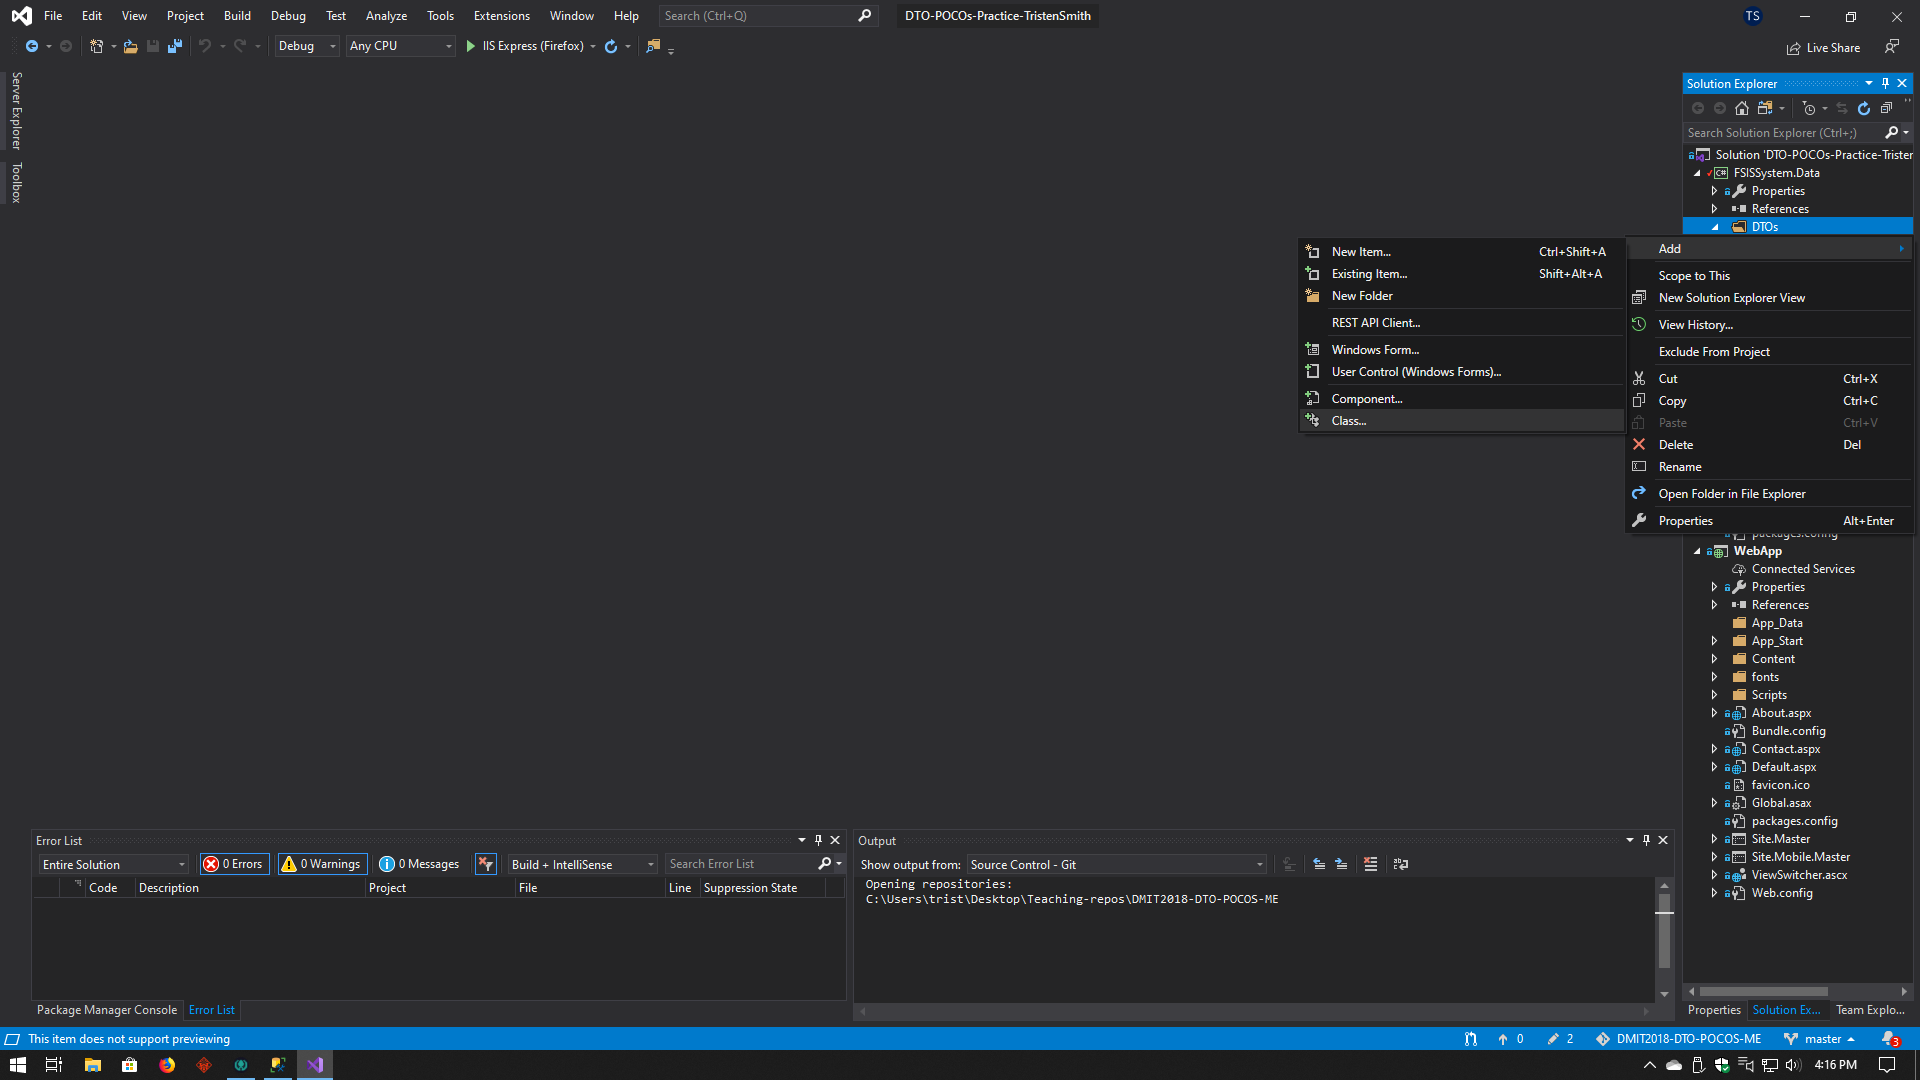 File Edit View Project Build Debug Test Analyze Tools Extensions Window Help Search (Ctrl+Q) DTO-POCOs-Practice-TristenSmith TS
Debug Any CPU IIS Express (Firefox) Live Share
Server Explorer
Toolbox
Solution Explorer
Search Solution Explorer (Ctrl+;)
Solution 'DTO-POCOs-Practice-Tristen
FSISSystem.Data
Properties
References
DTOs
New Item... Ctrl+Shift+A
Existing Item... Shift+Alt+A
New Folder
REST API Client...
Windows Form...
User Control (Windows Forms)...
Component...
Class...
Add
Scope to This
New Solution Explorer View
View History...
Exclude From Project
Cut Ctrl+X
Copy Ctrl+C
Paste Ctrl+V
Delete Del
Rename
Open Folder in File Explorer
Properties Alt+Enter
packages.config
WebApp
Connected Services
Properties
References
App_Data
App_Start
Content
fonts
Scripts
About.aspx
Bundle.config
Contact.aspx
Default.aspx
favicon.ico
Global.asax
packages.config
Site.Master
Site.Mobile.Master
ViewSwitcher.ascx
Web.config
Properties Solution Ex... Team Explo...
Error List
Entire Solution 0 Errors 0 Warnings 0 Messages Build + IntelliSense Search Error List
Code Description Project File Line Suppression State
Package Manager Console Error List
Output
Show output from: Source Control - Git
Opening repositories:
C:\Users\trist\Desktop\Teaching-repos\DMIT2018-DTO-POCOS-ME
This item does not support previewing 0 2 DMIT2018-DTO-POCOS-ME master 3
4:16 PM